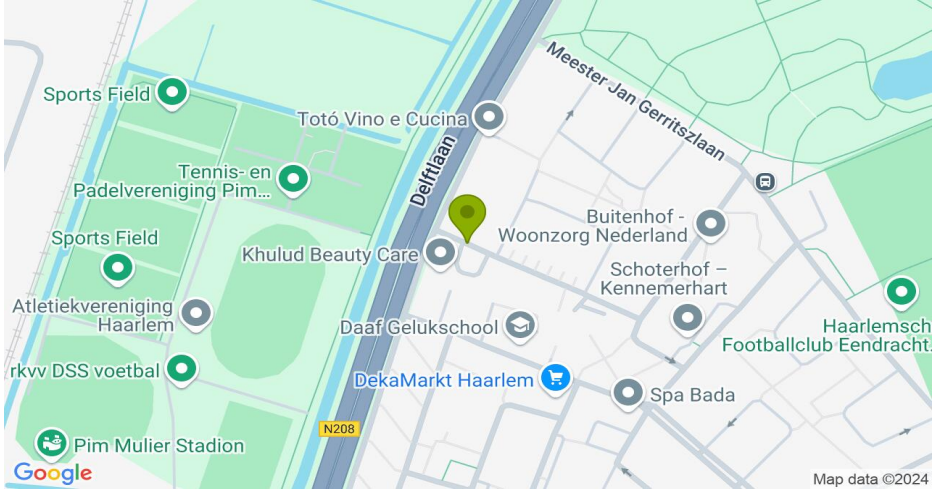 Meester Jan Gerritszlaan
Sports Field
Totó Vino e Cucina
Delftlaan
Tennis- en
Padelvereniging Pim...
Buitenhof -
Woonzorg Nederland
Sports Field
Khulud Beauty Care
Schoterhof –
Kennemerhart
Atletiekvereniging
Haarlem
Daaf Gelukschool
Haarlemsch
Footballclub Eendracht.
rkvv DSS voetbal
DekaMarkt Haarlem
Spa Bada
N208
Pim Mulier Stadion
Google
Map data ©2024